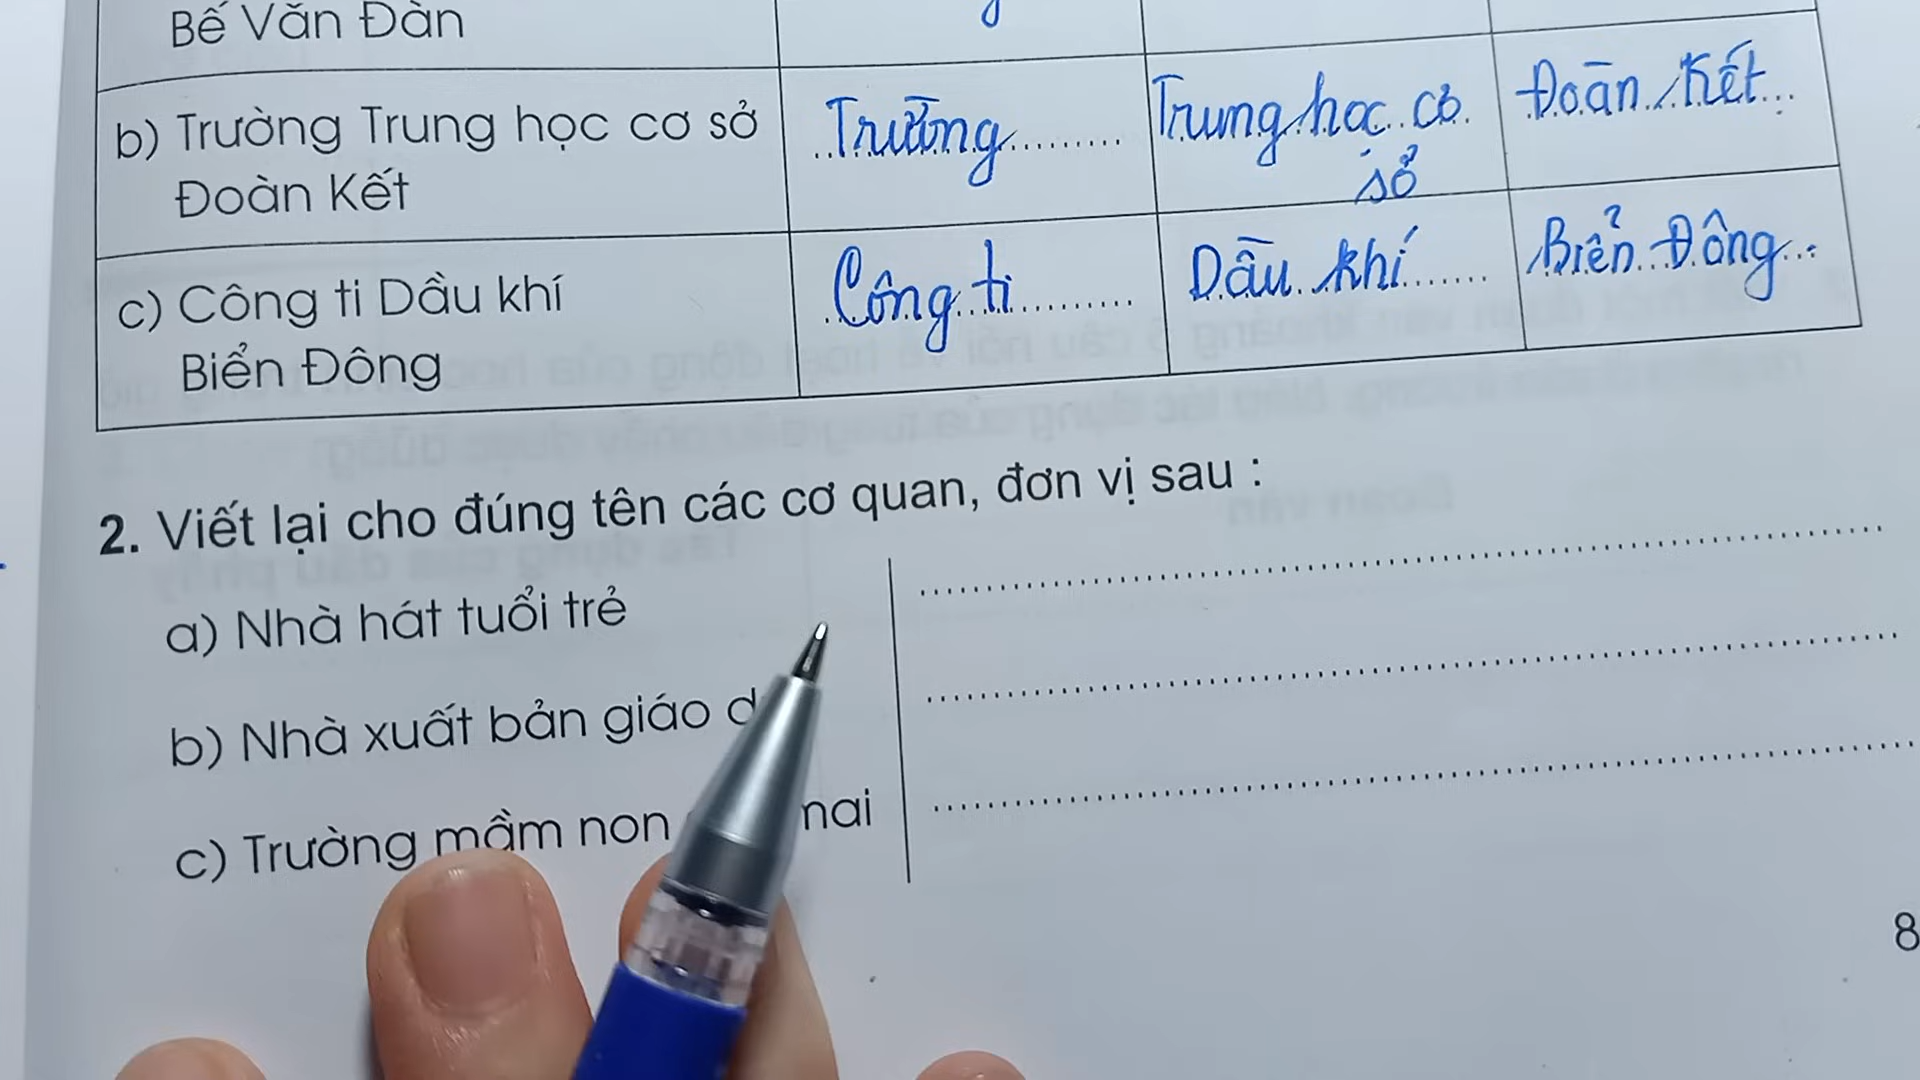 Bế Văn Đàn
b) Trường Trung học cơ sở
Đoàn Kết
Trường
Trung học cơ
sở
Đoàn Kết
c) Công ti Dầu khí
Biển Đông
Công ti
Dầu khí
Biển Đông
2. Viết lại cho đúng tên các cơ quan, đơn vị sau :
a) Nhà hát tuổi trẻ
b) Nhà xuất bản giáo
c) Trường mầm non mai
8